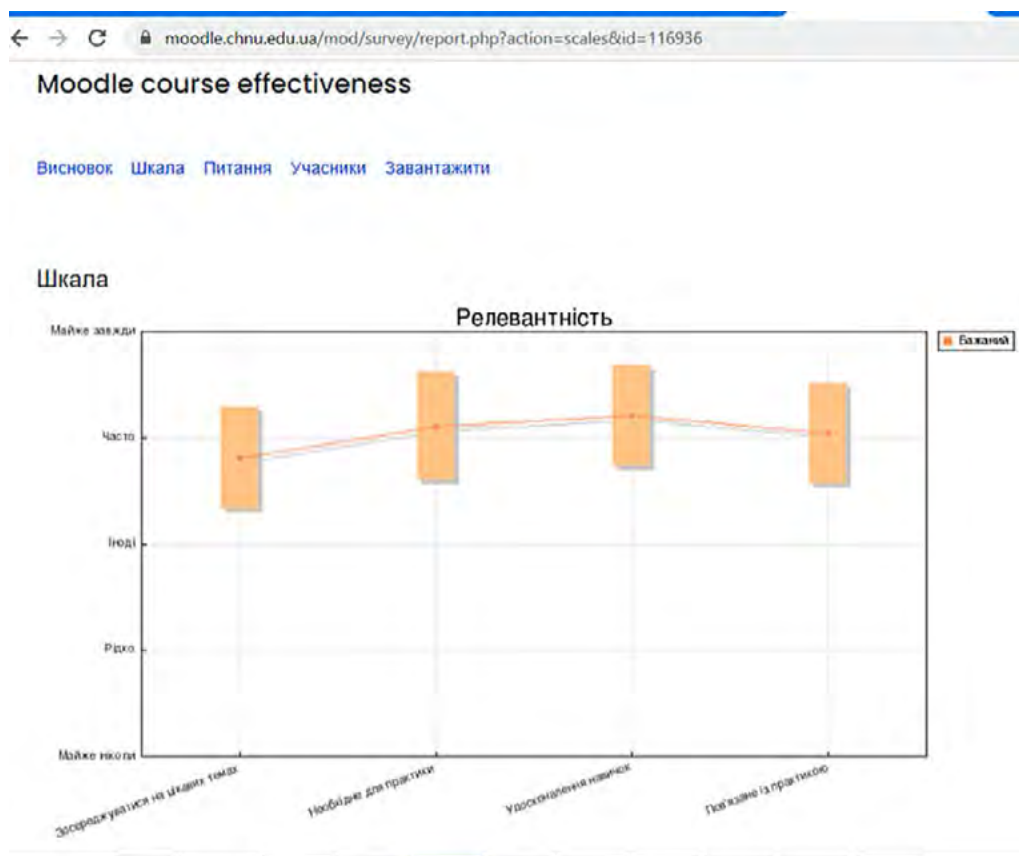 moodle.chnu.edu.ua/mod/survey/report.php?action=scales&id=116936
Moodle course effectiveness
Висновок Шкала Питання Учасники Завантажити
Шкала
Релевантність
Майже завжди
Бажаний
Часто
Іноді
Рідко
Майже ніколи
Зосереджуватися на цікавих темах
Необхідне для практики
Удосконалення навичок
Пов'язане із практикою